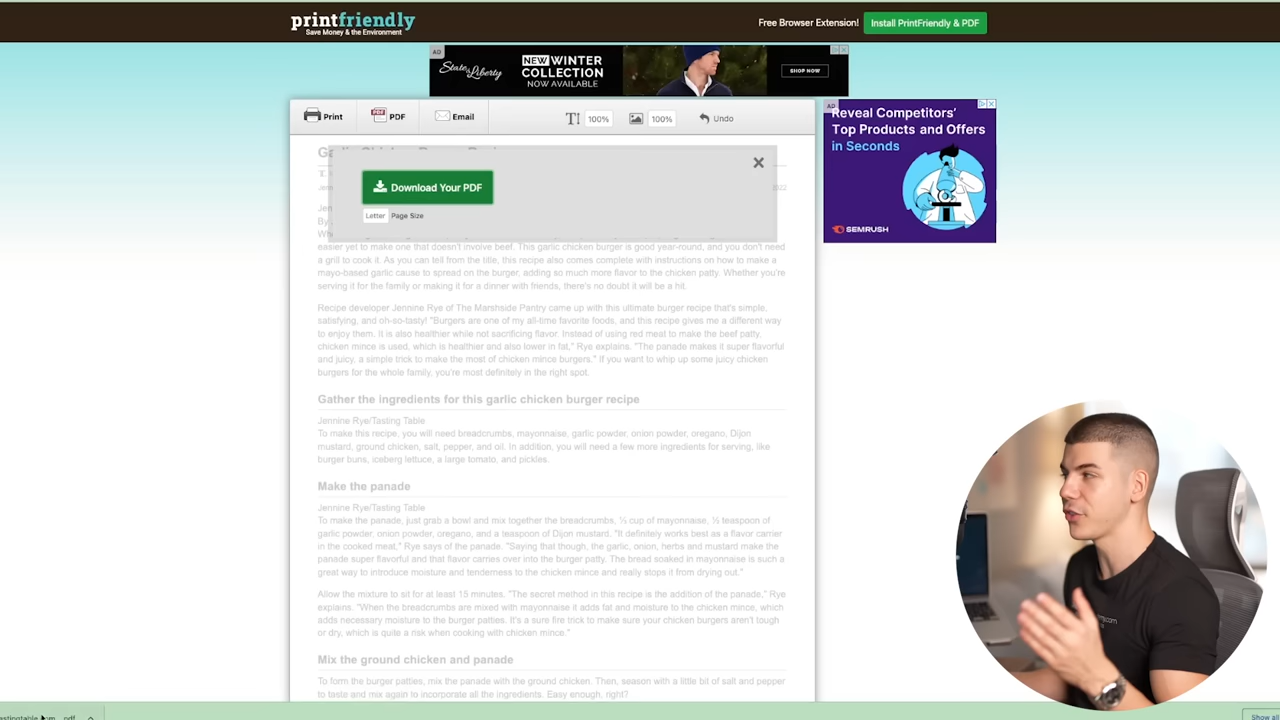 printfriendly
Save Money & the Environment
Free Browser Extension!
Install PrintFriendly & PDF
AD
State & Liberty
NEW WINTER
COLLECTION
NOW AVAILABLE
SHOP NOW
Print
PDF
Email
100%
100%
Undo
AD
Reveal Competitors'
Top Products and Offers
in Seconds
SEMRUSH
Download Your PDF
Letter Page Size
2022
By
easier yet to make one that doesn't involve beef. This garlic chicken burger is good year-round, and you don't need
a grill to cook it. As you can tell from the title, this recipe also comes complete with instructions on how to make a
mayo-based garlic cause to spread on the burger, adding so much more flavor to the chicken patty. Whether you're
serving it for the family or making it for a dinner with friends, there's no doubt it will be a hit.
Recipe developer Jennine Rye of The Marshside Pantry came up with this ultimate burger recipe that's simple,
satisfying, and oh-so-tasty! "Burgers are one of my all-time favorite foods, and this recipe gives me a different way
to enjoy them. It is also healthier while not sacrificing flavor. Instead of using red meat to make the beef patty,
chicken mince is used, which is healthier and also lower in fat," Rye explains. "The panade makes it super flavorful
and juicy, a simple trick to make the most of chicken mince burgers." If you want to whip up some juicy chicken
burgers for the whole family, you're most definitely in the right spot.
Gather the ingredients for this garlic chicken burger recipe
Jennine Rye/Tasting Table
To make this recipe, you will need breadcrumbs, mayonnaise, garlic powder, onion powder, oregano, Dijon
mustard, ground chicken, salt, pepper, and oil. In addition, you will need a few more ingredients for serving, like
burger buns, iceberg lettuce, a large tomato, and pickles.
Make the panade
Jennine Rye/Tasting Table
To make the panade, just grab a bowl and mix together the breadcrumbs, ⅓ cup of mayonnaise, ½ teaspoon of
garlic powder, onion powder, oregano, and a teaspoon of Dijon mustard. "It definitely works best as a flavor carrier
in the cooked meat," Rye says of the panade. "Saying that though, the garlic, onion, herbs and mustard make the
panade super flavorful and that flavor carries over into the burger patty. The bread soaked in mayonnaise is such a
great way to introduce moisture and tenderness to the chicken mince and really stops it from drying out."
Allow the mixture to sit for at least 15 minutes. "The secret method in this recipe is the addition of the panade," Rye
explains. "When the breadcrumbs are mixed with mayonnaise it adds fat and moisture to the chicken mince, which
adds necessary moisture to the burger patties. It's a sure fire trick to make sure your chicken burgers aren't tough
or dry, which is quite a risk when cooking with chicken mince."
Mix the ground chicken and panade
To form the burger patties, mix the panade with the ground chicken. Then, season with a little bit of salt and pepper
to taste and mix again to incorporate all the ingredients. Easy enough, right?
Show all